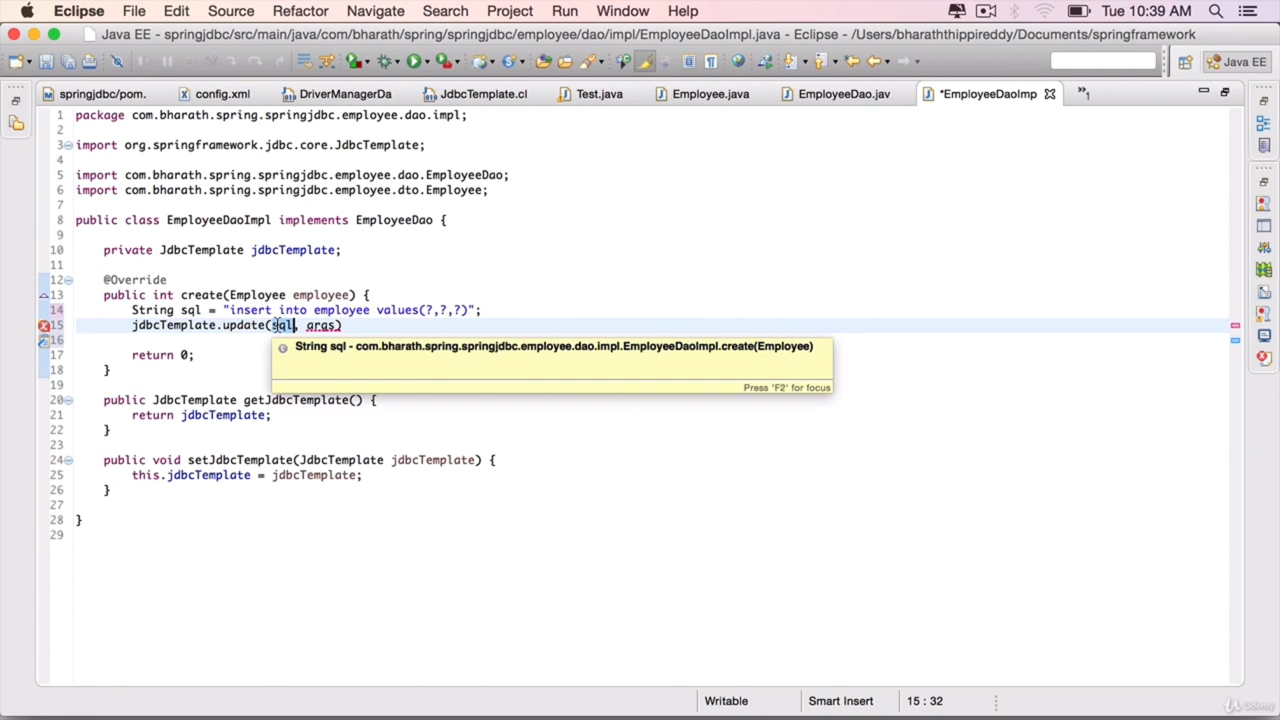 Eclipse File Edit Source Refactor Navigate Search Project Run Window Help Tue 10:39 AM
Java EE - springjdbc/src/main/java/com/bharath/spring/springjdbc/employee/dao/impl/EmployeeDaoImpl.java - Eclipse - /Users/bharaththippireddy/Documents/springframework
Java EE
springjdbc/pom. config.xml DriverManagerDa JdbcTemplate.cl Test.java Employee.java EmployeeDao.jav *EmployeeDaoImp »1
1 package com.bharath.spring.springjdbc.employee.dao.impl;
2
3 import org.springframework.jdbc.core.JdbcTemplate;
4
5 import com.bharath.spring.springjdbc.employee.dao.EmployeeDao;
6 import com.bharath.spring.springjdbc.employee.dto.Employee;
7
8 public class EmployeeDaoImpl implements EmployeeDao {
9
10 private JdbcTemplate jdbcTemplate;
11
12 @Override
13 public int create(Employee employee) {
14 String sql = "insert into employee values(?,?,?)";
15 jdbcTemplate.update(sql, args)
16
String sql - com.bharath.spring.springjdbc.employee.dao.impl.EmployeeDaoImpl.create(Employee)
17 return 0;
18 }
Press 'F2' for focus
19
20 public JdbcTemplate getJdbcTemplate() {
21 return jdbcTemplate;
22 }
23
24 public void setJdbcTemplate(JdbcTemplate jdbcTemplate) {
25 this.jdbcTemplate = jdbcTemplate;
26 }
27
28 }
29
Writable Smart Insert 15 : 32
Udemy